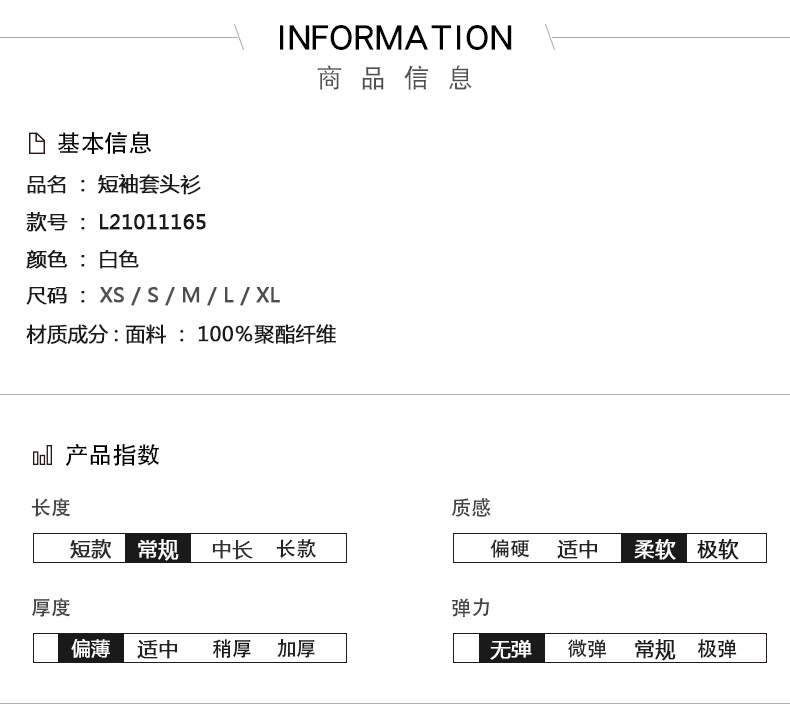 INFORMATION
商品信息
基本信息
品名 : 短袖套头衫
款号 : L21011165
颜色 : 白色
尺码 : XS / S / M / L / XL
材质成分 : 面料 : 100%聚酯纤维
产品指数
长度
短款 常规 中长 长款
质感
偏硬 适中 柔软 极软
厚度
偏薄 适中 稍厚 加厚
弹力
无弹 微弹 常规 极弹